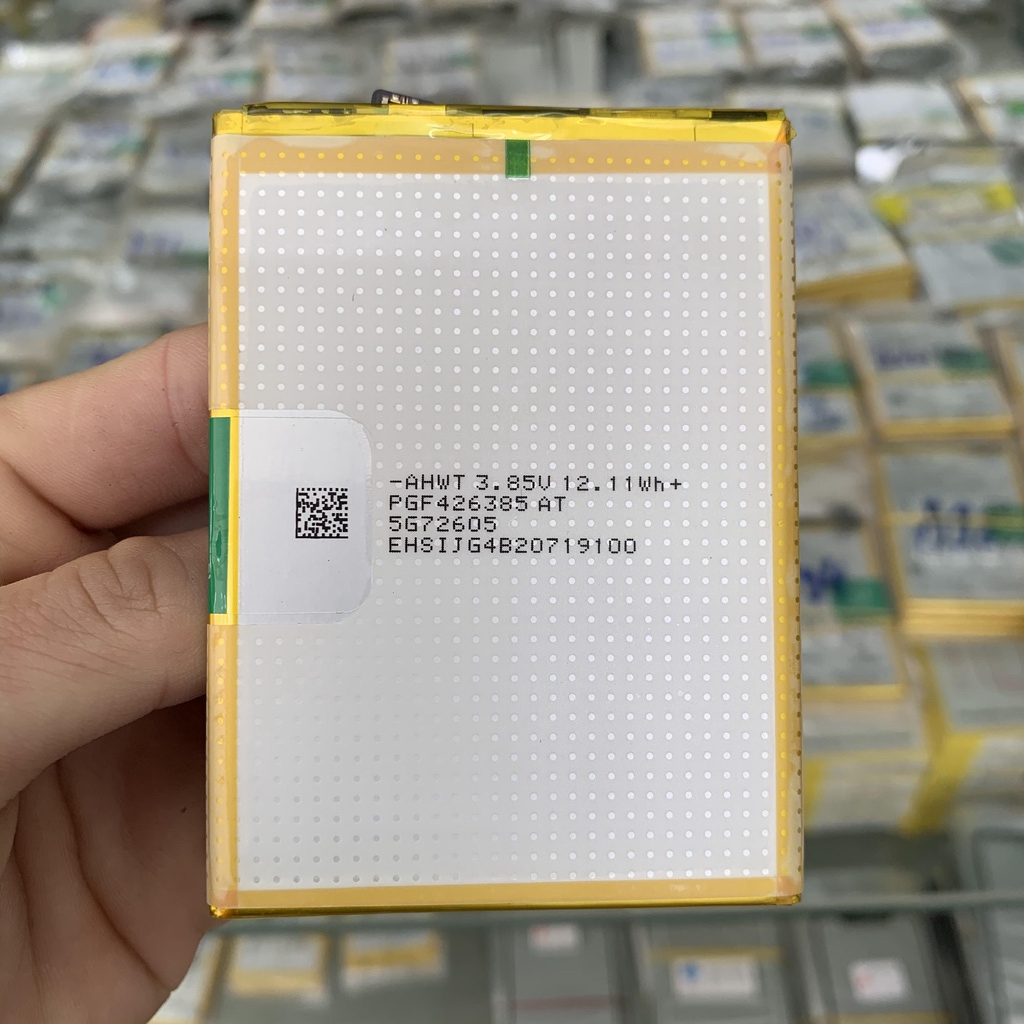 -AHWT 3.85V 12.11Wh+
PGF426385 AT
5G72605
EHSIJG4B20719100